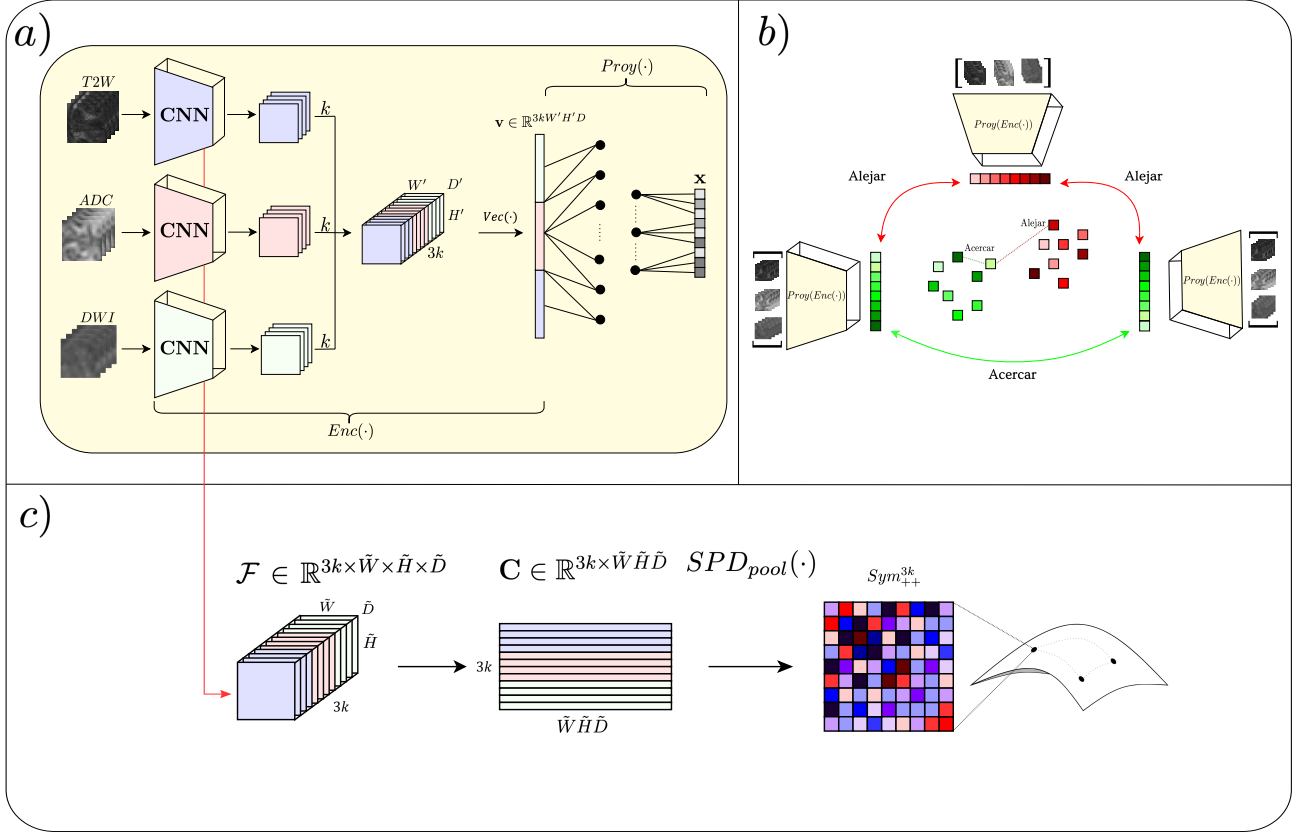 a)
T2W
CNN
k
ADC
CNN
k
DWI
CNN
k
W′
D′
H′
3k
Vec(·)
v ∈ ℝ^{3kW′H′D}
Proy(·)
x
Enc(·)
b)
Proy(Enc(·))
Alejar
Alejar
Alejar
Acercar
Proy(Enc(·))
Proy(Enc(·))
Acercar
c)
ℱ ∈ ℝ^{3k×W̃×H̃×D̃}
W̃
D̃
H̃
3k
C ∈ ℝ^{3k×W̃H̃D̃}
3k
W̃H̃D̃
SPD_{pool}(·)
Sym^{3k}_{++}